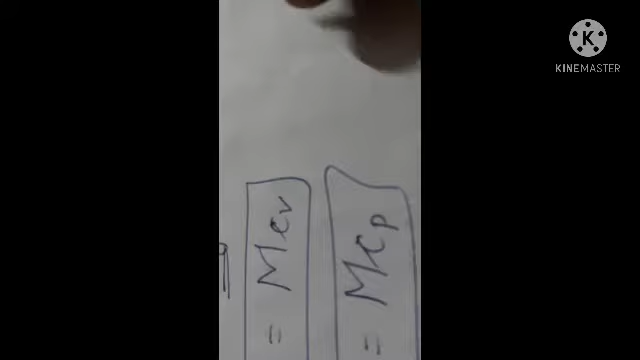 = Mcv
= Mcp
KINEMASTER